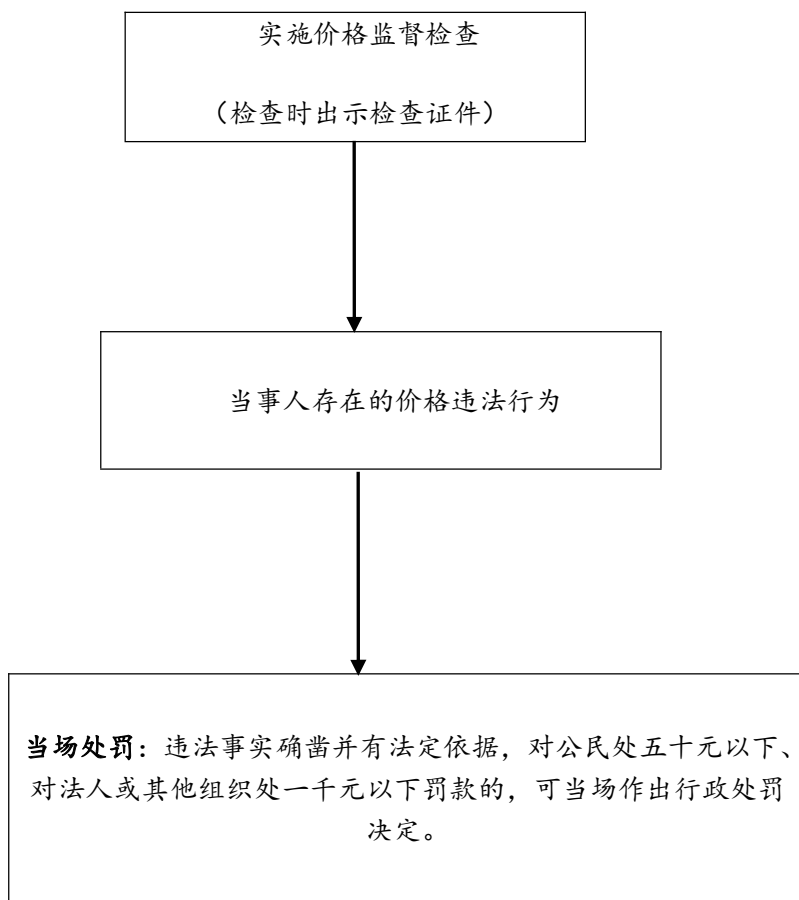 实施价格监督检查
（检查时出示检查证件）
当事人存在的价格违法行为
当场处罚：违法事实确凿并有法定依据，对公民处五十元以下、
对法人或其他组织处一千元以下罚款的，可当场作出行政处罚
决定。